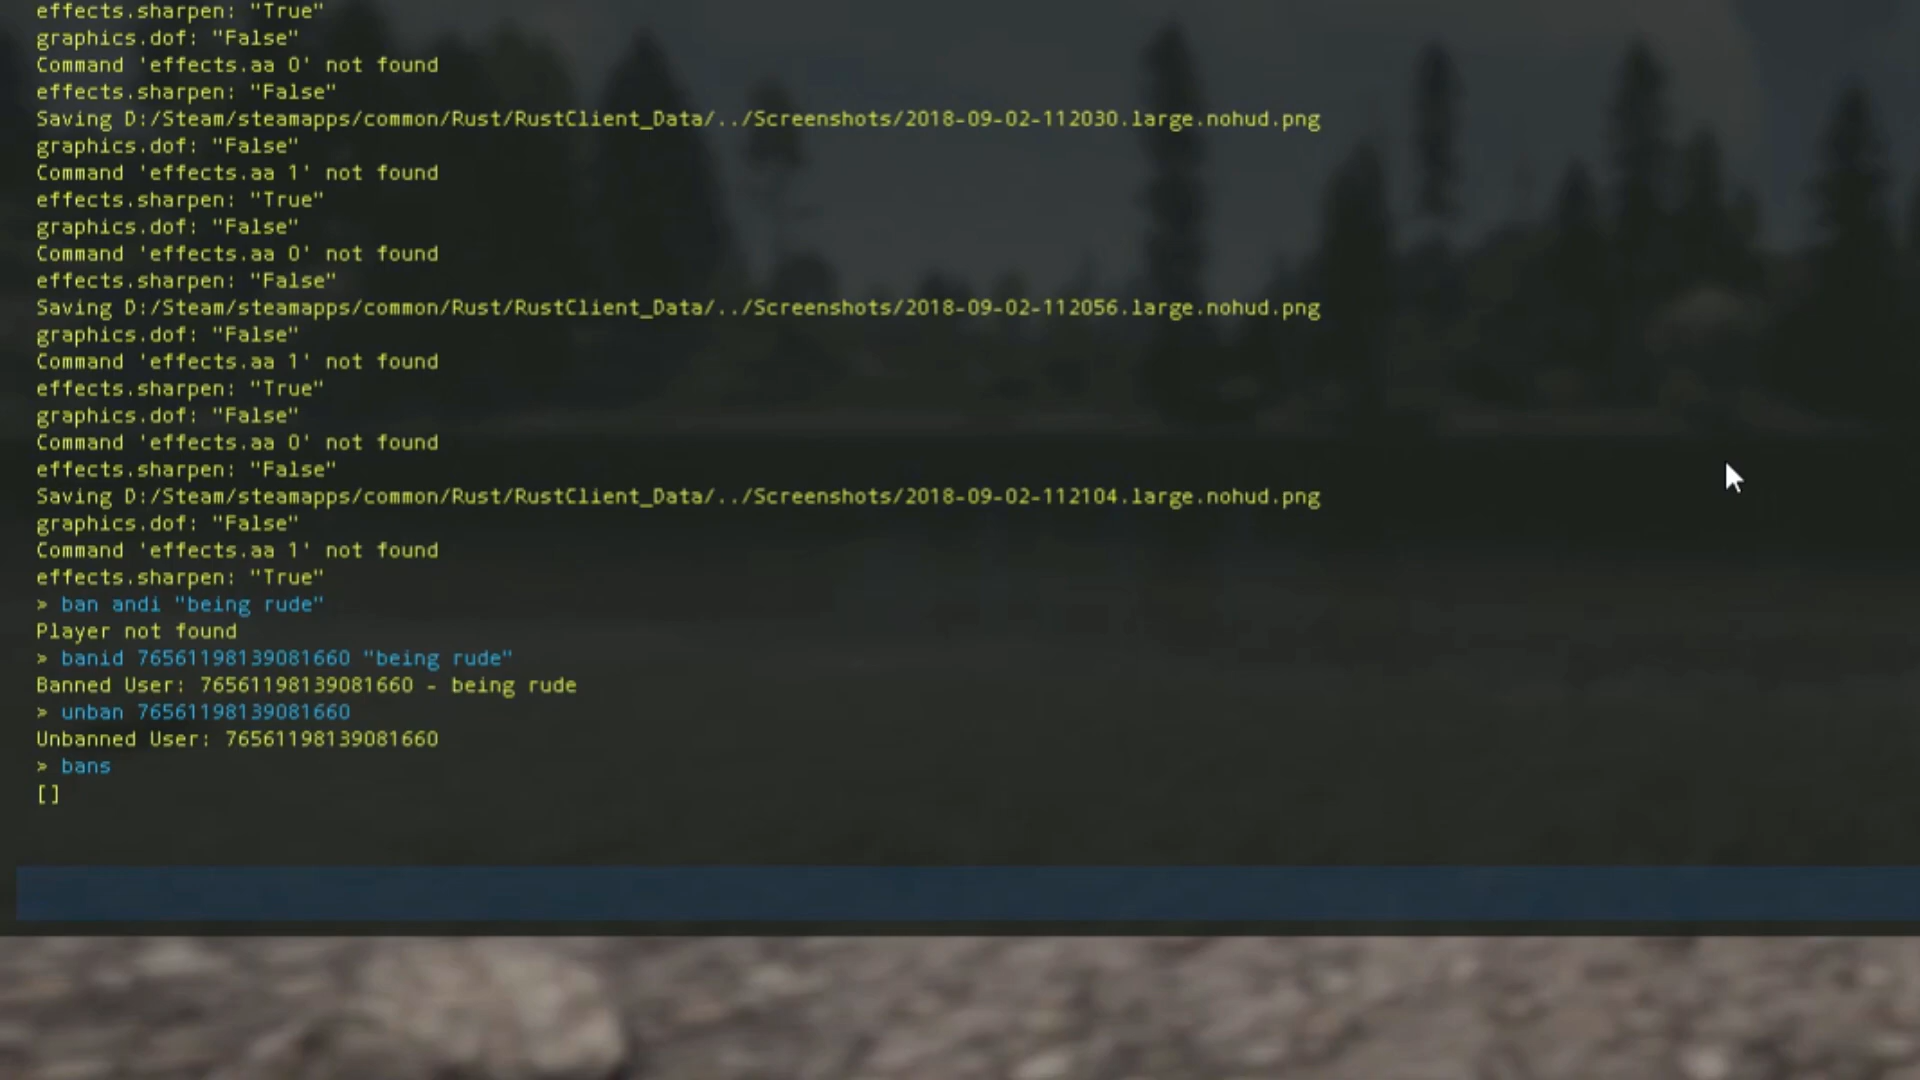 effects.sharpen: "True"
graphics.dof: "False"
Command 'effects.aa 0' not found
effects.sharpen: "False"
Saving D:/Steam/steamapps/common/Rust/RustClient_Data/../Screenshots/2018-09-02-112030.large.nohud.png
graphics.dof: "False"
Command 'effects.aa 1' not found
effects.sharpen: "True"
graphics.dof: "False"
Command 'effects.aa 0' not found
effects.sharpen: "False"
Saving D:/Steam/steamapps/common/Rust/RustClient_Data/../Screenshots/2018-09-02-112056.large.nohud.png
graphics.dof: "False"
Command 'effects.aa 1' not found
effects.sharpen: "True"
graphics.dof: "False"
Command 'effects.aa 0' not found
effects.sharpen: "False"
Saving D:/Steam/steamapps/common/Rust/RustClient_Data/../Screenshots/2018-09-02-112104.large.nohud.png
graphics.dof: "False"
Command 'effects.aa 1' not found
effects.sharpen: "True"
> ban andi "being rude"
Player not found
> banid 76561198139081660 "being rude"
Banned User: 76561198139081660 - being rude
> unban 76561198139081660
Unbanned User: 76561198139081660
> bans
[]